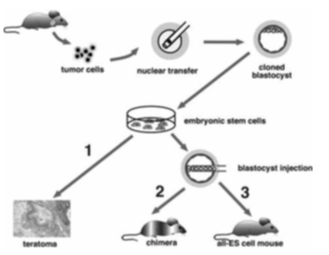 tumor cells
nuclear transfer
cloned
blastocyst
embryonic stem cells
1
blastocyst injection
2
3
teratoma
chimera
all-ES cell mouse